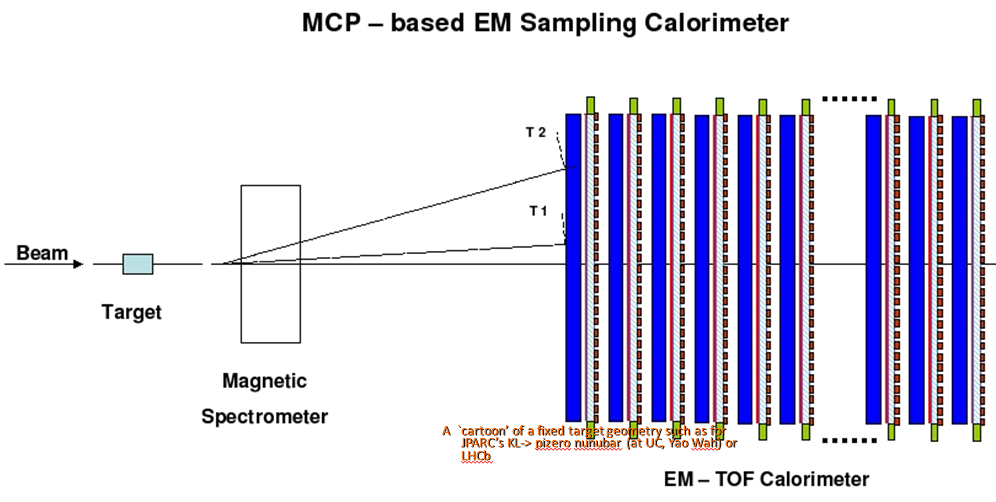 MCP – based EM Sampling Calorimeter
T 2
T 1
Beam
Target
Magnetic
Spectrometer
A `cartoon' of a fixed target geometry such as for
JPARC's KL-> pizero nunubar (at UC, Yao Wah) or
LHCb
EM – TOF Calorimeter